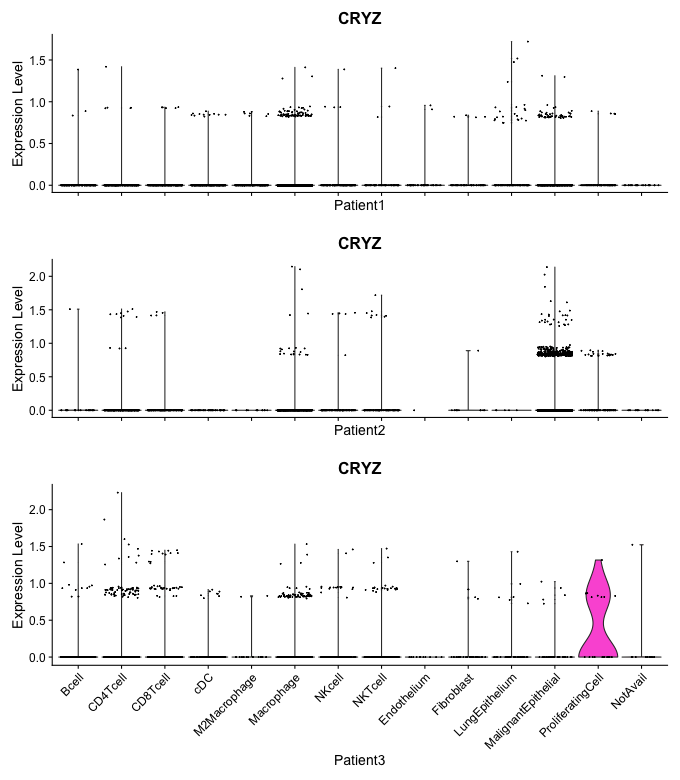 CRYZ
Expression Level
1.5
1.0
0.5
0.0
Patient1
CRYZ
Expression Level
2.0
1.5
1.0
0.5
0.0
Patient2
CRYZ
Expression Level
2.0
1.5
1.0
0.5
0.0
Bcell
CD4Tcell
CD8Tcell
cDC
M2Macrophage
Macrophage
NKcell
NKTcell
Endothelium
Fibroblast
LungEpithelium
MalignantEpithelial
ProliferatingCell
NotAvail
Patient3